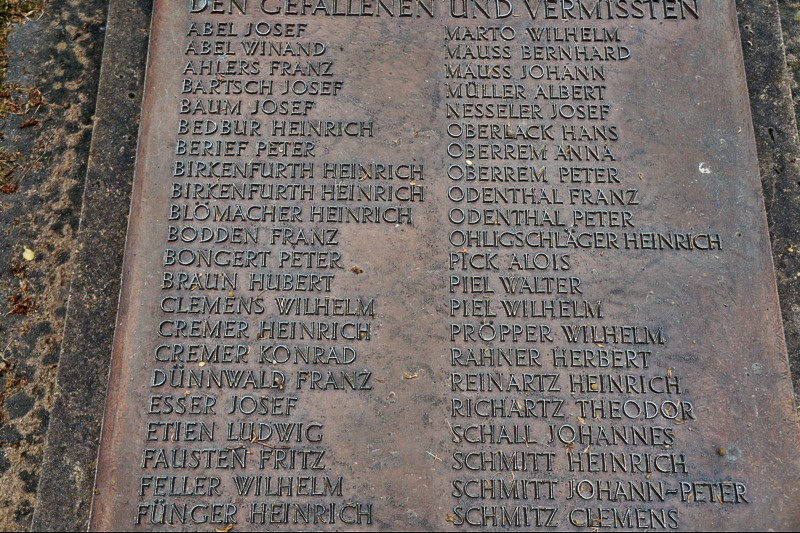 DEN GEFALLENEN UND VERMISSTEN
ABEL JOSEF
ABEL WINAND
AHLERS FRANZ
BARTSCH JOSEF
BAUM JOSEF
BEDBUR HEINRICH
BERIEF PETER
BIRKENFURTH HEINRICH
BIRKENFURTH HEINRICH
BLÖMACHER HEINRICH
BODDEN FRANZ
BONGERT PETER
BRAUN HUBERT
CLEMENS WILHELM
CREMER HEINRICH
CREMER KONRAD
DÜNNWALD FRANZ
ESSER JOSEF
ETIEN LUDWIG
FAUSTEN FRITZ
FELLER WILHELM
FÜNGER HEINRICH
MARTO WILHELM
MAUSS BERNHARD
MAUSS JOHANN
MÜLLER ALBERT
NESSELER JOSEF
OBERLACK HANS
OBERREM ANNA
OBERREM PETER
ODENTHAL FRANZ
ODENTHAL PETER
OHLIGSCHLÄGER HEINRICH
PICK ALOIS
PIEL WALTER
PIEL WILHELM
PRÖPPER WILHELM
RAHNER HERBERT
REINARTZ HEINRICH
RICHARTZ THEODOR
SCHALL JOHANNES
SCHMITT HEINRICH
SCHMITT JOHANN-PETER
SCHMITZ CLEMENS